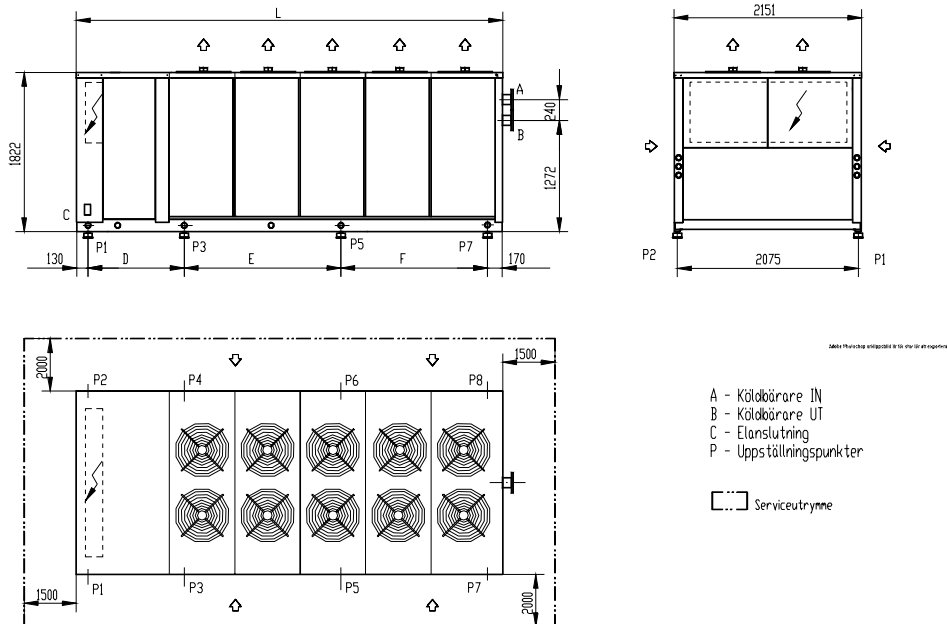 L
2151
A
240
B
1822
1272
C
P1
P3
P5
P7
130
D
E
F
170
P2
2075
P1
2000
1500
P2
P4
P6
P8
A - Köldbärare IN
B - Köldbärare UT
C - Elanslutning
P - Uppställningspunkter
Serviceutrymme
P1
P3
P5
P7
1500
2000